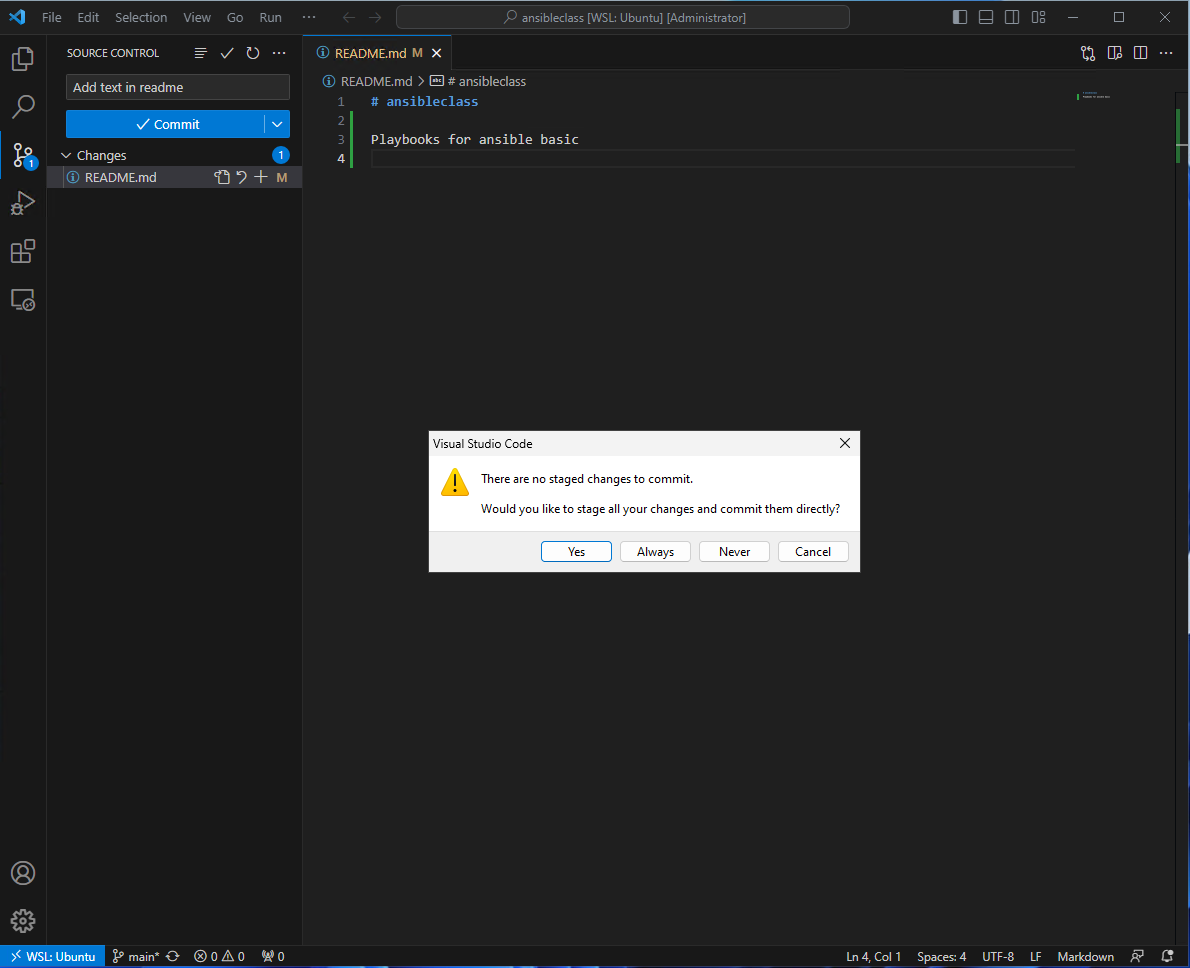 File Edit Selection View Go Run ··· ansibleclass [WSL: Ubuntu] [Administrator]
SOURCE CONTROL
Add text in readme
Commit
Changes 1
README.md M
1
README.md M
README.md > # ansibleclass
1 # ansibleclass
2
3 Playbooks for ansible basic
4
Visual Studio Code
There are no staged changes to commit.
Would you like to stage all your changes and commit them directly?
Yes Always Never Cancel
WSL: Ubuntu main* 0 0 0 Ln 4, Col 1 Spaces: 4 UTF-8 LF Markdown